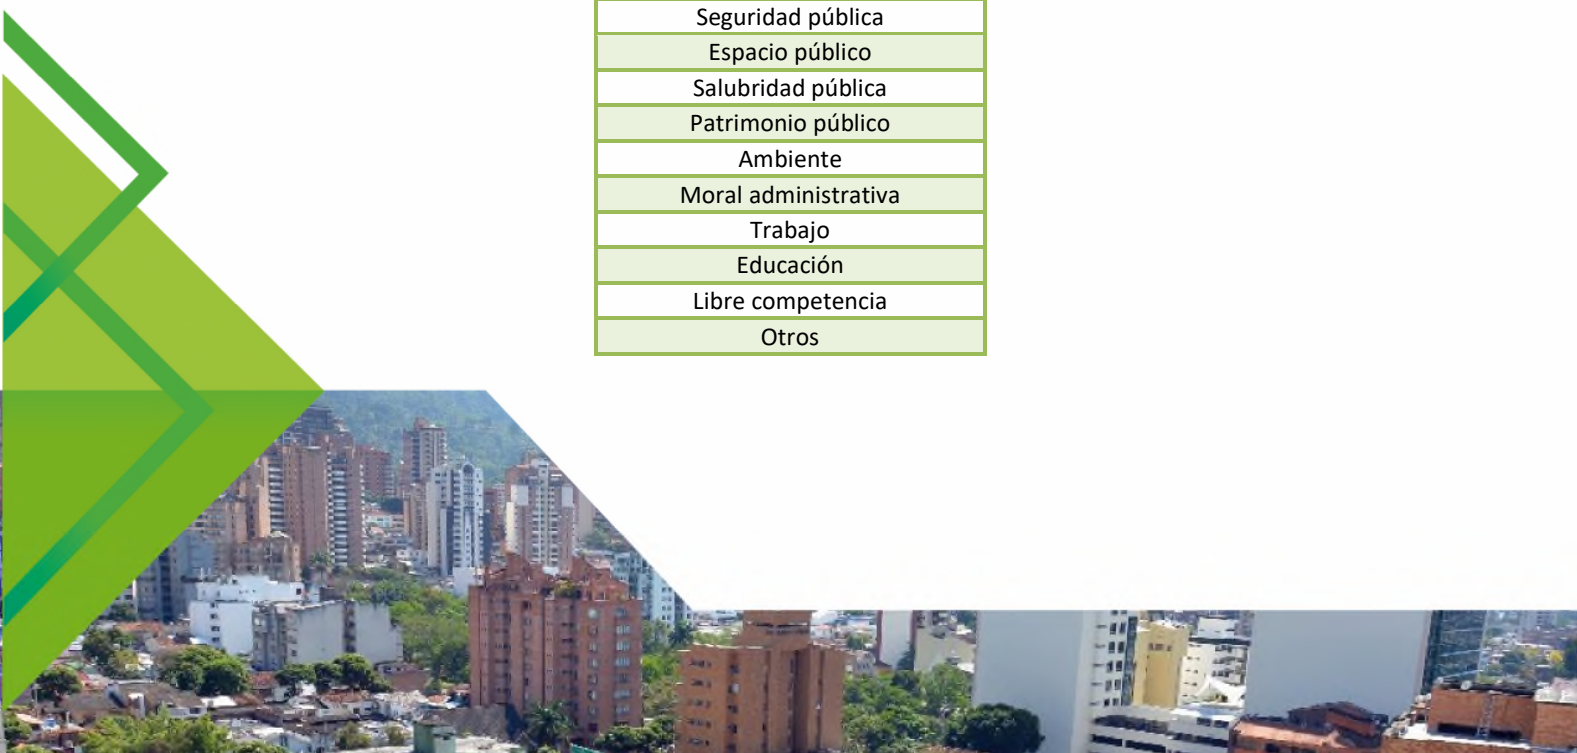 Seguridad pública
Espacio público
Salubridad pública
Patrimonio público
Ambiente
Moral administrativa
Trabajo
Educación
Libre competencia
Otros